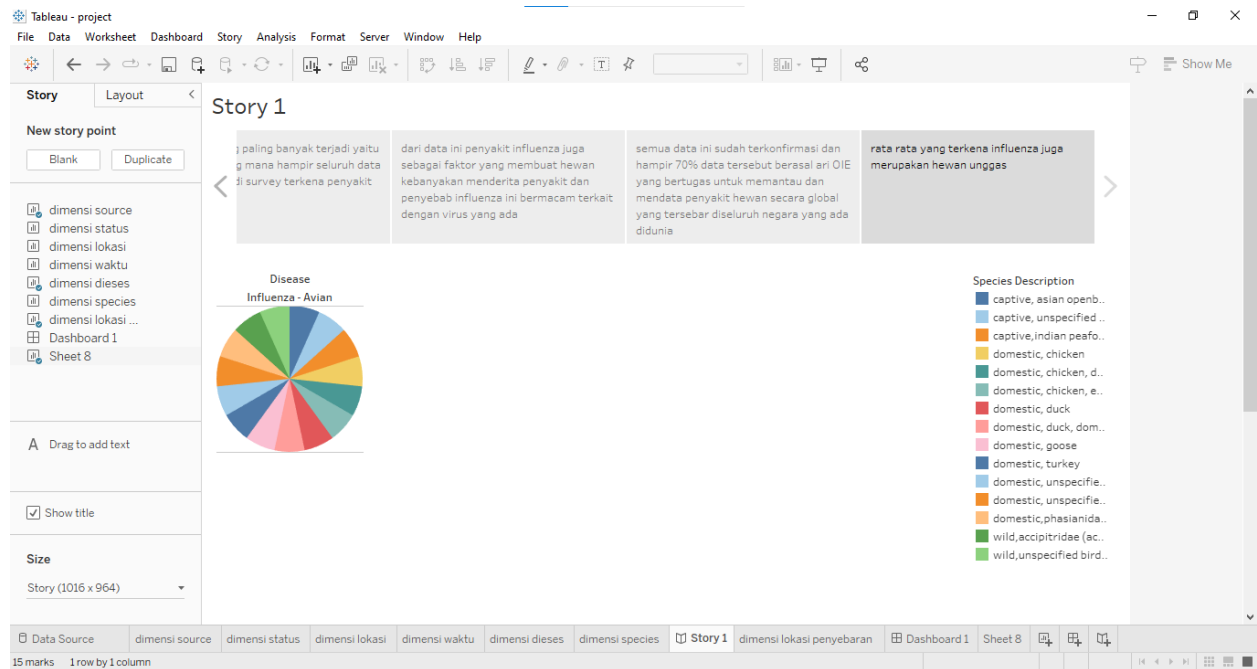 Tableau - project
File Data Worksheet Dashboard Story Analysis Format Server Window Help
Show Me
Story Layout
New story point
Blank Duplicate
dimensi source
dimensi status
dimensi lokasi
dimensi waktu
dimensi dieses
dimensi species
dimensi lokasi ...
Dashboard 1
Sheet 8
A Drag to add text
Show title
Size
Story (1016 x 964)
Story 1
g paling banyak terjadi yaitu
g mana hampir seluruh data
di survey terkena penyakit
dari data ini penyakit influenza juga
sebagai faktor yang membuat hewan
kebanyakan menderita penyakit dan
penyebab influenza ini bermacam terkait
dengan virus yang ada
semua data ini sudah terkonfirmasi dan
hampir 70% data tersebut berasal ari OIE
yang bertugas untuk memantau dan
mendata penyakit hewan secara global
yang tersebar diseluruh negara yang ada
didunia
rata rata yang terkena influenza juga
merupakan hewan unggas
Disease
Influenza - Avian
Species Description
captive, asian openb..
captive, unspecified ..
captive,indian peafo..
domestic, chicken
domestic, chicken, d..
domestic, chicken, e..
domestic, duck
domestic, duck, dom..
domestic, goose
domestic, turkey
domestic, unspecifie..
domestic, unspecifie..
domestic,phasianida..
wild,accipitridae (ac..
wild,unspecified bird..
Data Source dimensi source dimensi status dimensi lokasi dimensi waktu dimensi dieses dimensi species Story 1 dimensi lokasi penyebaran Dashboard 1 Sheet 8
15 marks 1 row by 1 column